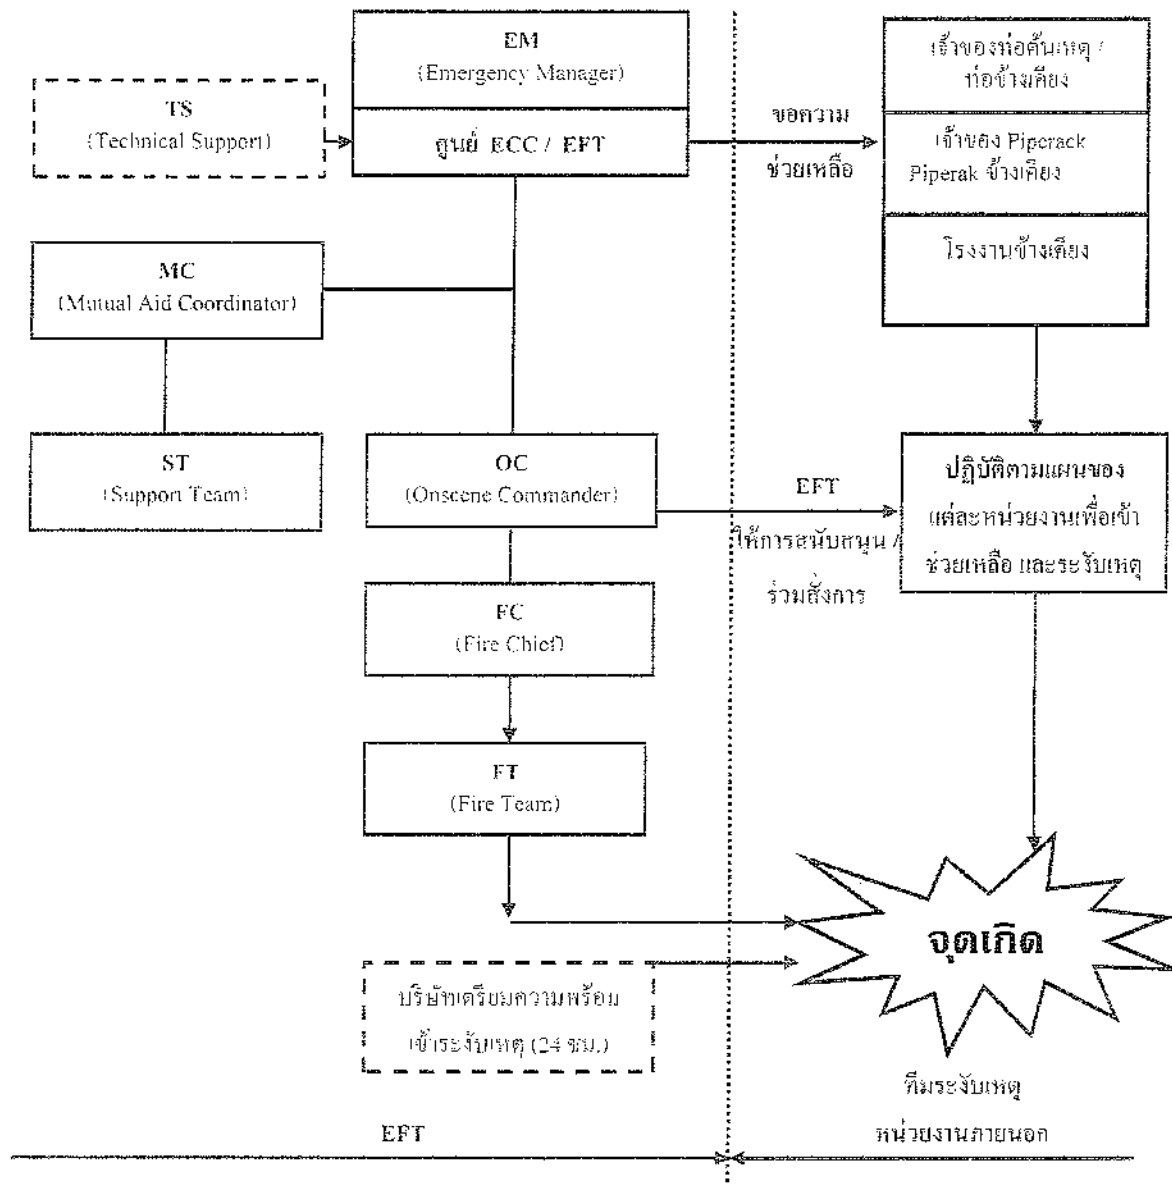 EM
(Emergency Manager)
ศูนย์ ECC / EFT
TS
(Technical Support)
ขอความ
ช่วยเหลือ
เจ้าของท่อต้นเหตุ /
ท่อข้างเคียง
เจ้าของ Piperack
Piperak ข้างเคียง
โรงงานข้างเคียง
MC
(Mutual Aid Coordinator)
ST
(Support Team)
OC
(Onscene Commander)
EFT
ให้การสนับสนุน /
ร่วมสั่งการ
ปฏิบัติตามแผนของ
แต่ละหน่วยงานเพื่อเข้า
ช่วยเหลือ และระงับเหตุ
FC
(Fire Chief)
FT
(Fire Team)
จุดเกิด
บริษัทเตรียมความพร้อม
เข้าระงับเหตุ (24 ชม.)
ทีมระงับเหตุ
EFT
หน่วยงานภายนอก